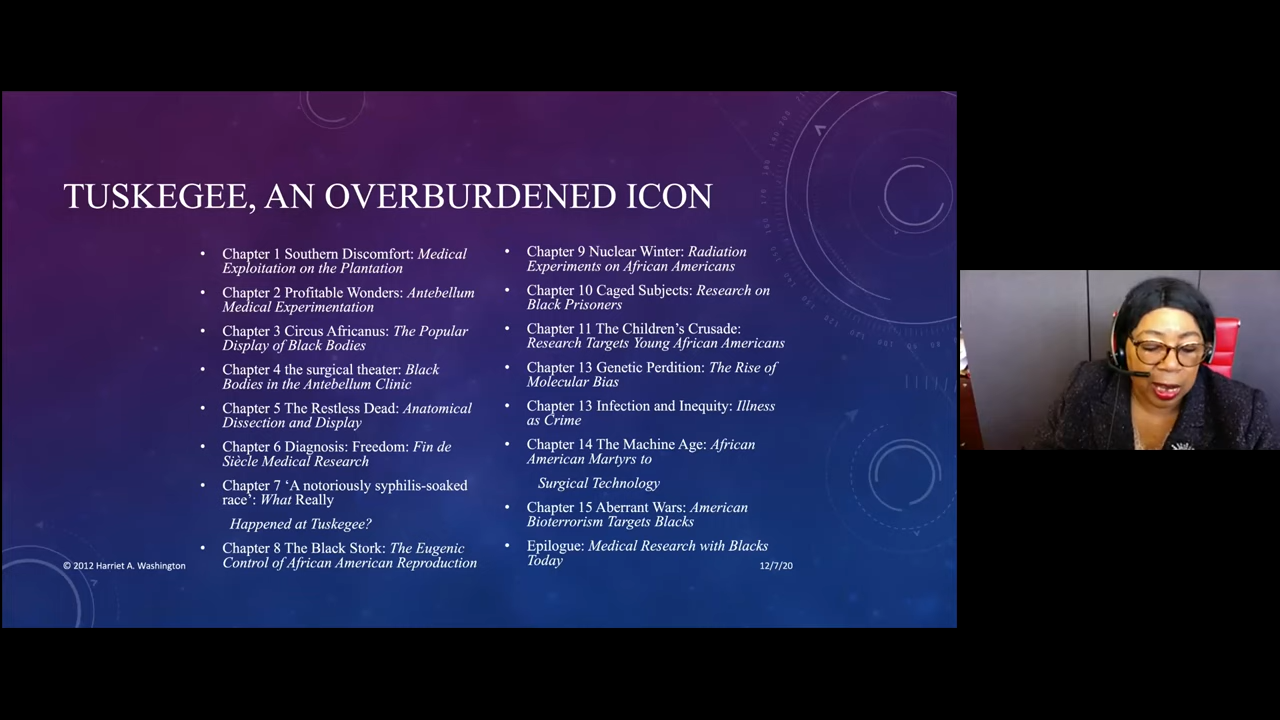 TUSKEGEE, AN OVERBURDENED ICON
• Chapter 1 Southern Discomfort: Medical
Exploitation on the Plantation
• Chapter 2 Profitable Wonders: Antebellum
Medical Experimentation
• Chapter 3 Circus Africanus: The Popular
Display of Black Bodies
• Chapter 4 the surgical theater: Black
Bodies in the Antebellum Clinic
• Chapter 5 The Restless Dead: Anatomical
Dissection and Display
• Chapter 6 Diagnosis: Freedom: Fin de
Siècle Medical Research
• Chapter 7 ‘A notoriously syphilis-soaked
race’: What Really
Happened at Tuskegee?
• Chapter 8 The Black Stork: The Eugenic
Control of African American Reproduction
• Chapter 9 Nuclear Winter: Radiation
Experiments on African Americans
• Chapter 10 Caged Subjects: Research on
Black Prisoners
• Chapter 11 The Children’s Crusade:
Research Targets Young African Americans
• Chapter 13 Genetic Perdition: The Rise of
Molecular Bias
• Chapter 13 Infection and Inequity: Illness
as Crime
• Chapter 14 The Machine Age: African
American Martyrs to
Surgical Technology
• Chapter 15 Aberrant Wars: American
Bioterrorism Targets Blacks
• Epilogue: Medical Research with Blacks
Today
© 2012 Harriet A. Washington
12/7/20